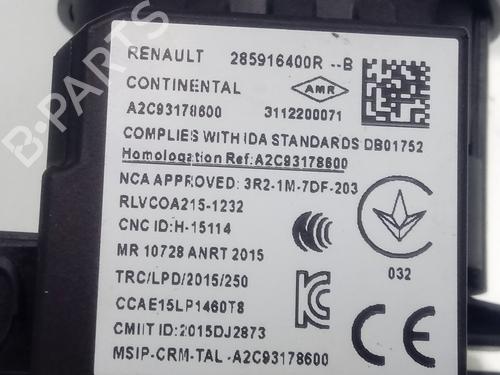 B-PARTS
RENAULT 285916400R --B
CONTINENTAL AMR
A2C93178600 3112200071
COMPLIES WITH IDA STANDARDS DB01752
Homologation Ref:A2C93178600
NCA APPROVED: 3R2-1M-7DF-203
RLVCOA215-1232
CNC ID:H-15114
MR 10728 ANRT 2015
032
TRC/LPD/2015/250
CCAE15LP1460T8
CMIIT ID:2015DJ2873
MSIP-CRM-TAL-A2C93178600